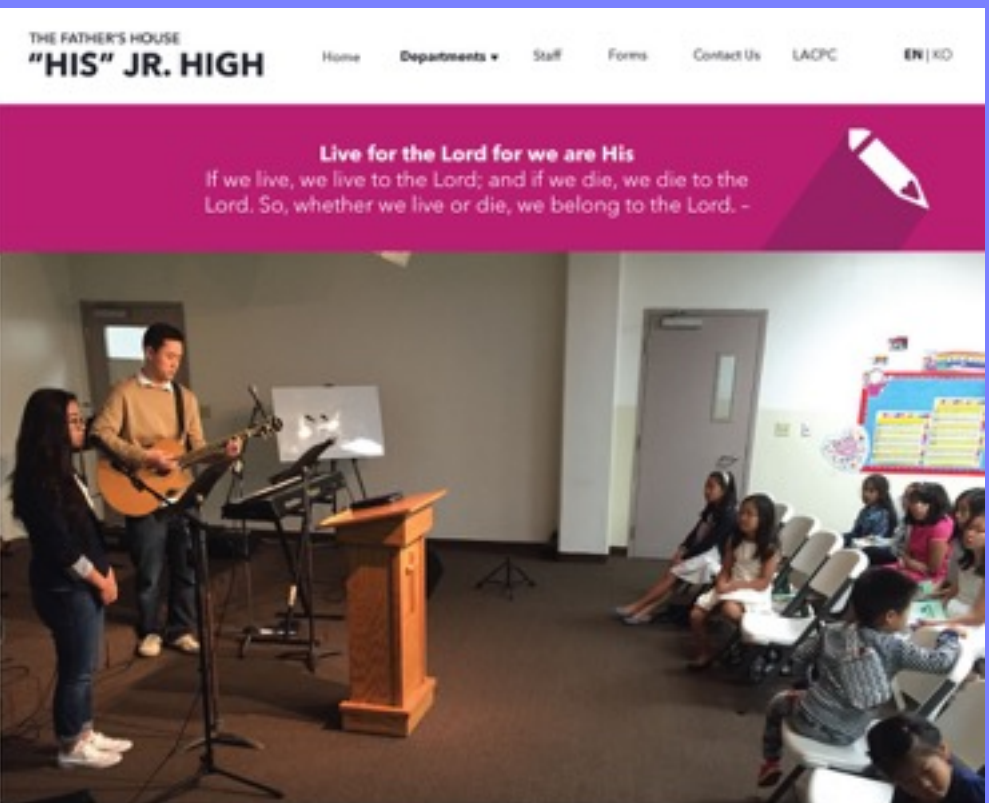 THE FATHER'S HOUSE
"HIS" JR. HIGH
Home Departments ▾ Staff Forms Contact Us LACPC EN | KO
Live for the Lord for we are His
If we live, we live to the Lord; and if we die, we die to the
Lord. So, whether we live or die, we belong to the Lord. –